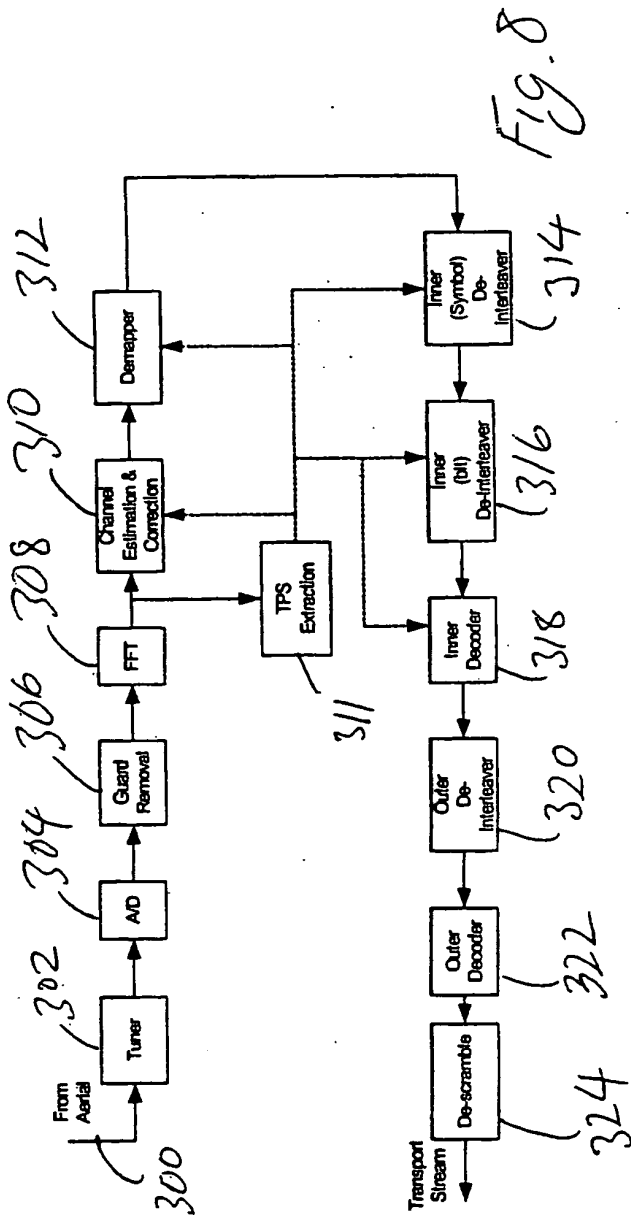 From
Aerial
300
Tuner
302
A/D
304
Guard
Removal
306
FFT
308
Channel
Estimation &
Correction
310
Demapper
312
TPS
Extraction
311
Inner
(Symbol)
De-
Interleaver
314
Inner
(bit)
De-Interleaver
316
Inner
Decoder
318
Outer
De-
Interleaver
320
Outer
Decoder
322
De-scramble
324
Transport
Stream
Fig. 8